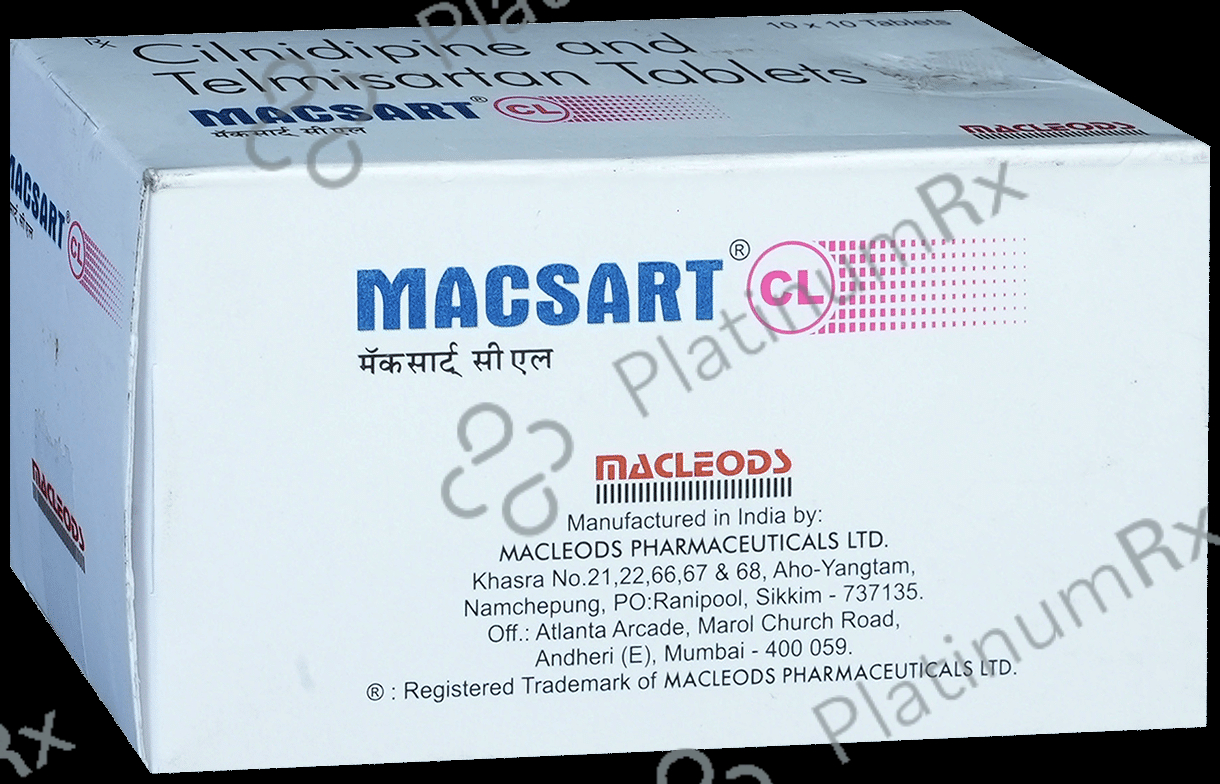 Rx Cilnidipine and
10 x 10 Tablets
Telmisartan Tablets
MACSART® CL
मॅकसार्ट् सी एल
MACLEODS
MACSART® CL
मॅकसार्ट् सी एल
MACLEODS
MACSART® CL
मॅकसार्ट् सी एल
MACLEODS
Manufactured in India by:
MACLEODS PHARMACEUTICALS LTD.
Khasra No.21,22,66,67 & 68, Aho-Yangtam,
Namchepung, PO:Ranipool, Sikkim - 737135.
Off.: Atlanta Arcade, Marol Church Road,
Andheri (E), Mumbai - 400 059.
® : Registered Trademark of MACLEODS PHARMACEUTICALS LTD.
PlatinumRx
PlatinumRx
PlatinumRx
Rx